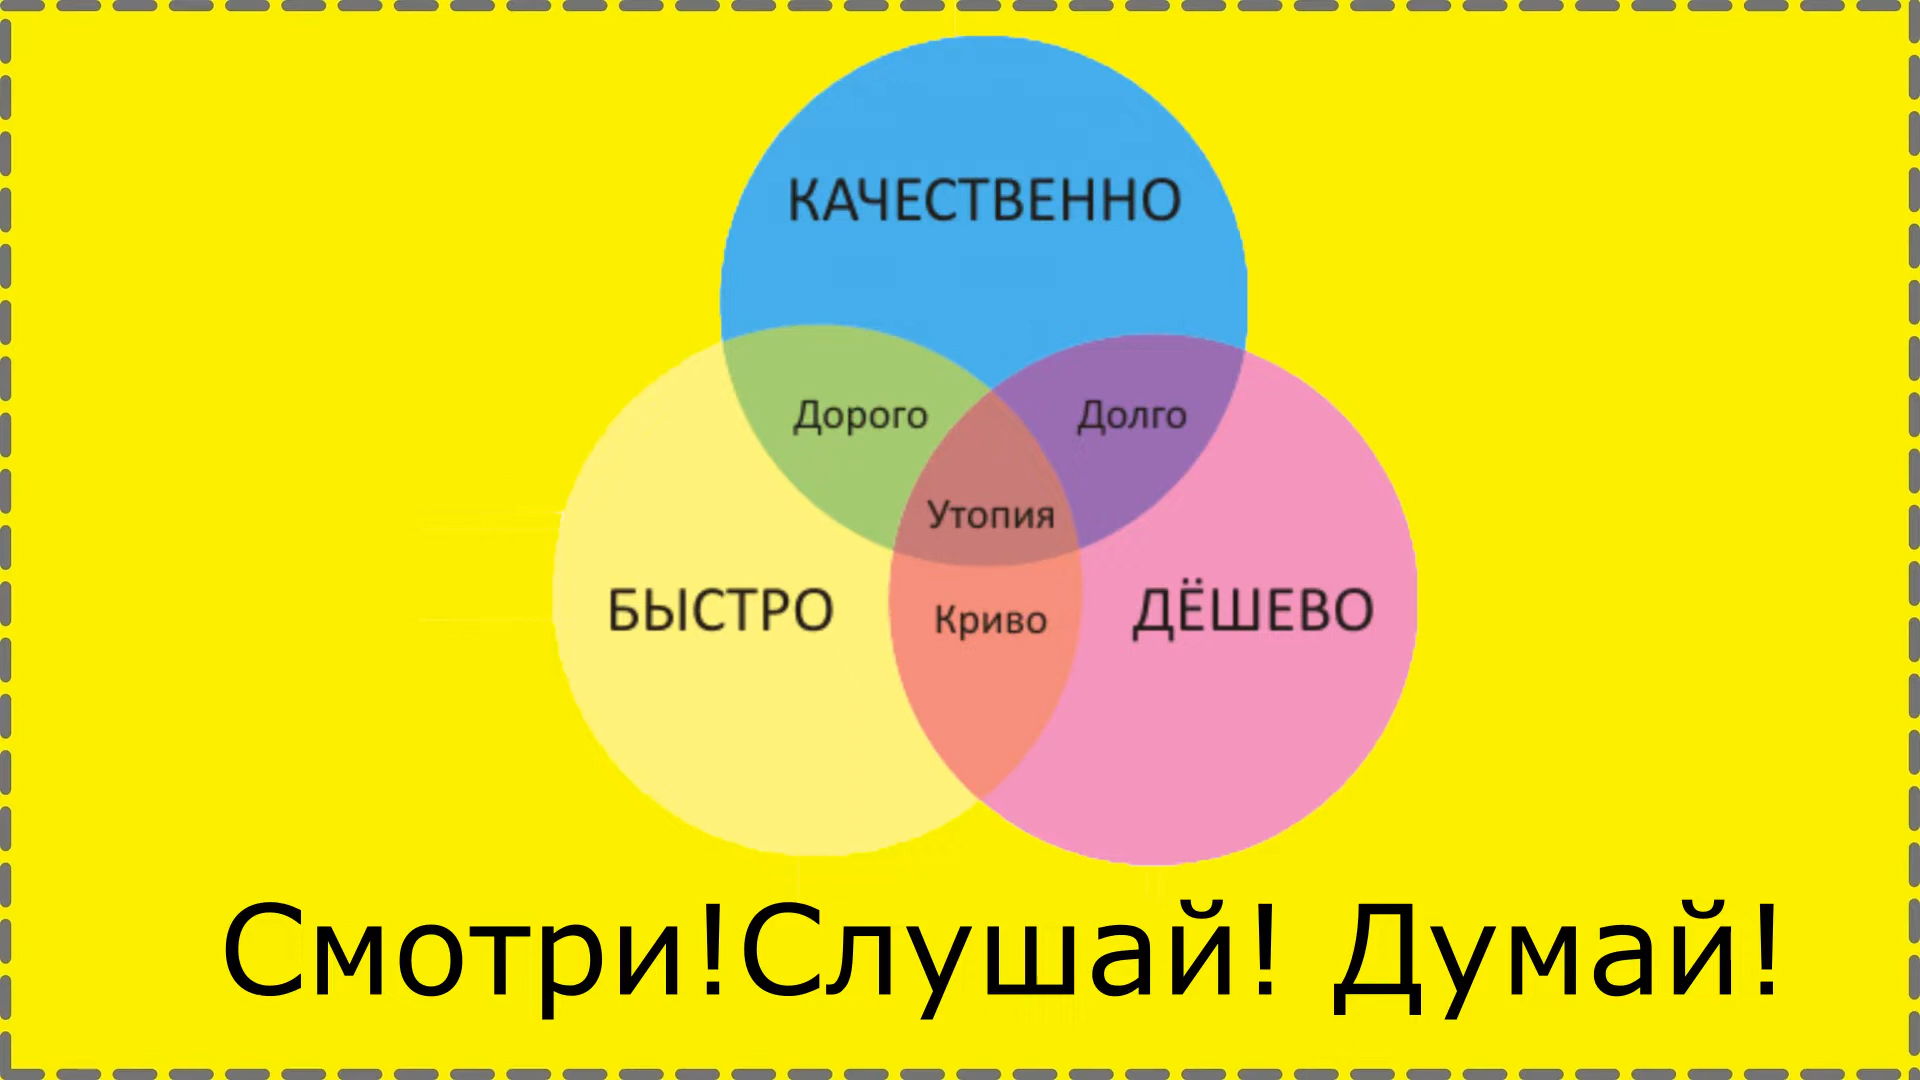 КАЧЕСТВЕННО
Дорого
Долго
Утопия
БЫСТРО
Криво
ДЁШЕВО
Смотри!Слушай! Думай!